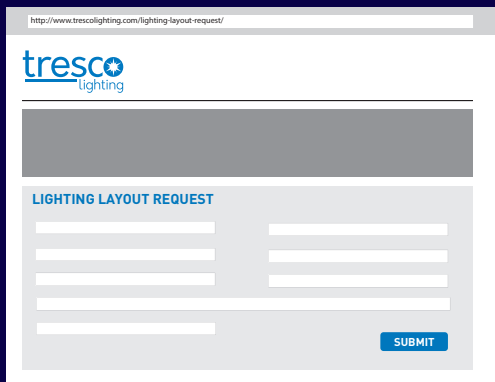 http://www.trescolighting.com/lighting-layout-request/
tresco
lighting
LIGHTING LAYOUT REQUEST
SUBMIT